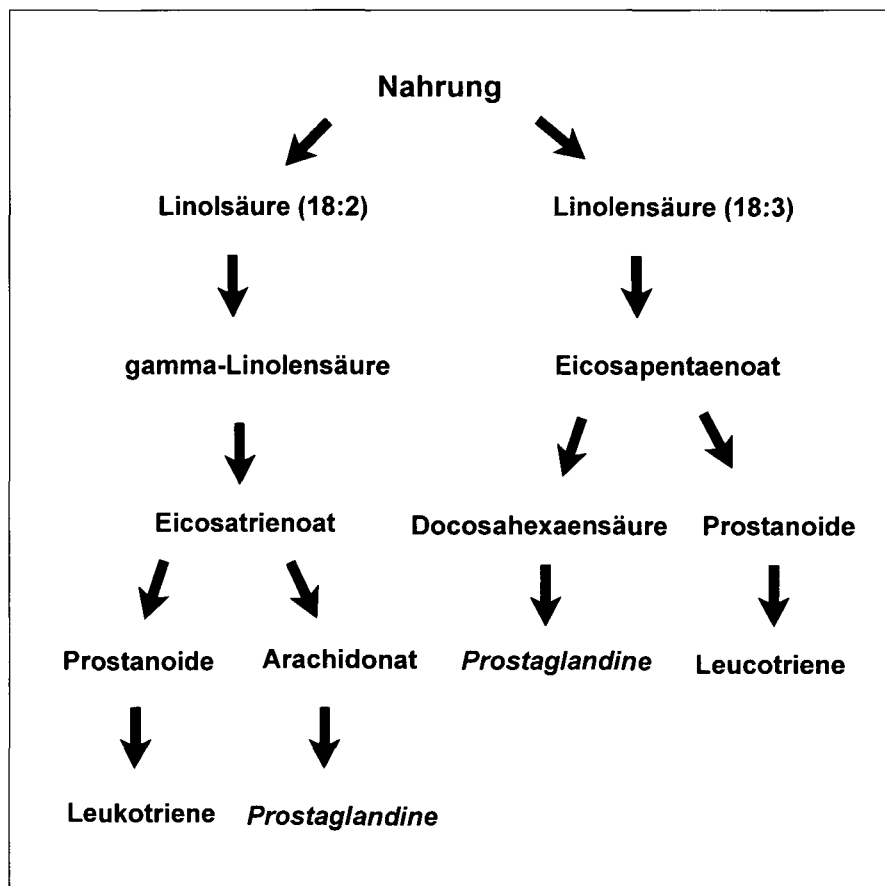 Nahrung
Linolsäure (18:2) Linolensäure (18:3)
gamma-Linolensäure Eicosapentaenoat
Eicosatrienoat Docosahexaensäure Prostanoide
Prostanoide Arachidonat Prostaglandine Leucotriene
Leukotriene Prostaglandine